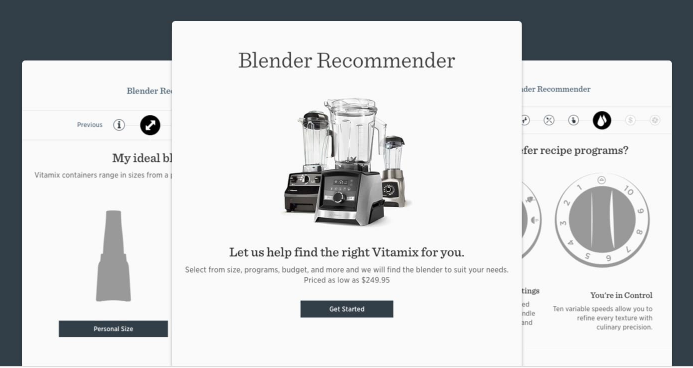 Blender Recommender
Let us help find the right Vitamix for you.
Select from size, programs, budget, and more and we will find the blender to suit your needs.
Priced as low as $249.95
Get Started
Blender Rec
Previous
My ideal bl
Vitamix containers range in sizes from a p
Personal Size
der Recommender
efer recipe programs?
1
2
3
4
5
6
8
9
10
ttings
ed
ndle
and
You're in Control
Ten variable speeds allow you to
refine every texture with
culinary precision.